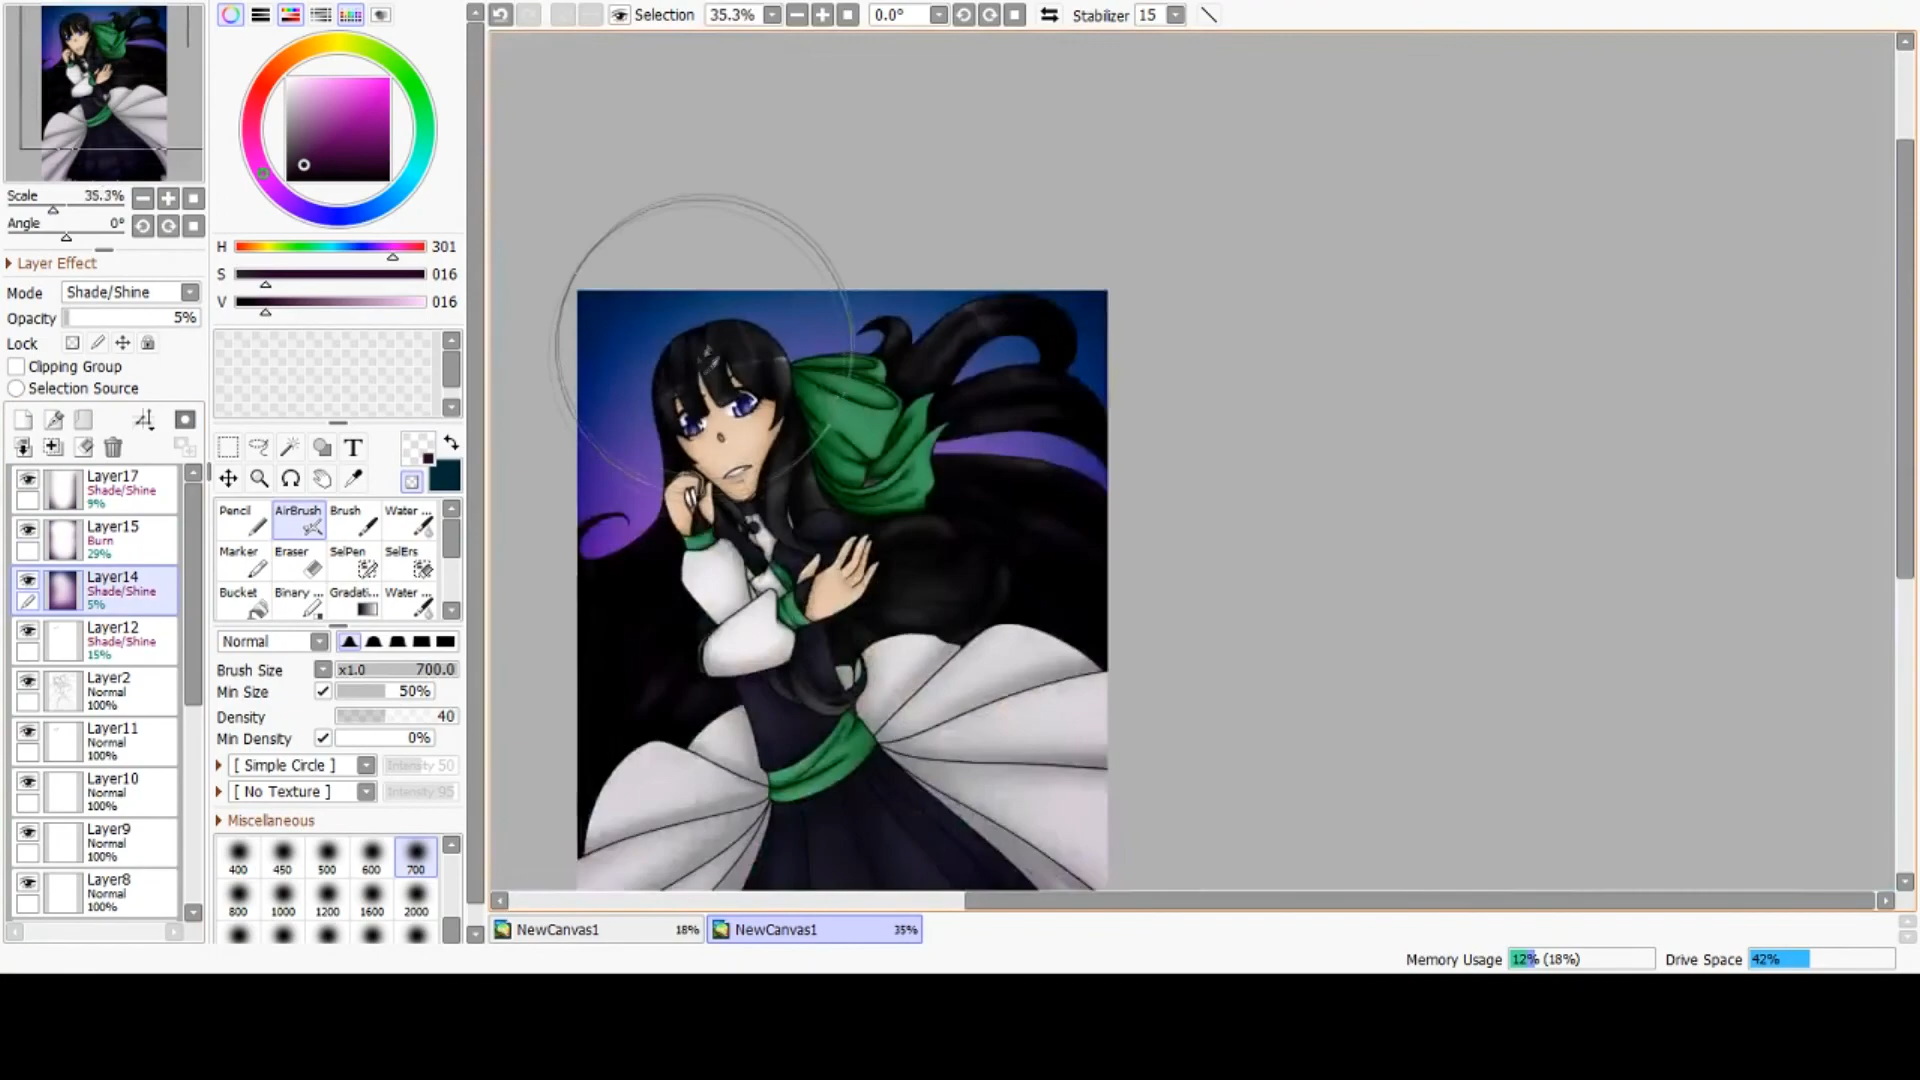 Selection 35.3% 0.0° Stabilizer 15
Scale 35.3%
Angle 0°
Layer Effect
Mode Shade/Shine
Opacity 5%
Lock
Clipping Group
Selection Source
Layer17
Shade/Shine
9%
Layer15
Burn
29%
Layer14
Shade/Shine
5%
Layer12
Shade/Shine
15%
Layer2
Normal
100%
Layer11
Normal
100%
Layer10
Normal
100%
Layer9
Normal
100%
Layer8
Normal
100%
H 301
S 016
V 016
T
Pencil AirBrush Brush Water ...
Marker Eraser SelPen SelErs
Bucket Binary ... Gradati... Water ...
Normal
Brush Size x1.0 700.0
Min Size 50%
Density 40
Min Density 0%
[ Simple Circle ] Intensity 50
[ No Texture ] Intensity 95
Miscellaneous
400 450 500 600 700
800 1000 1200 1600 2000
NewCanvas1 18% NewCanvas1 35%
Memory Usage 12% (18%) Drive Space 42%